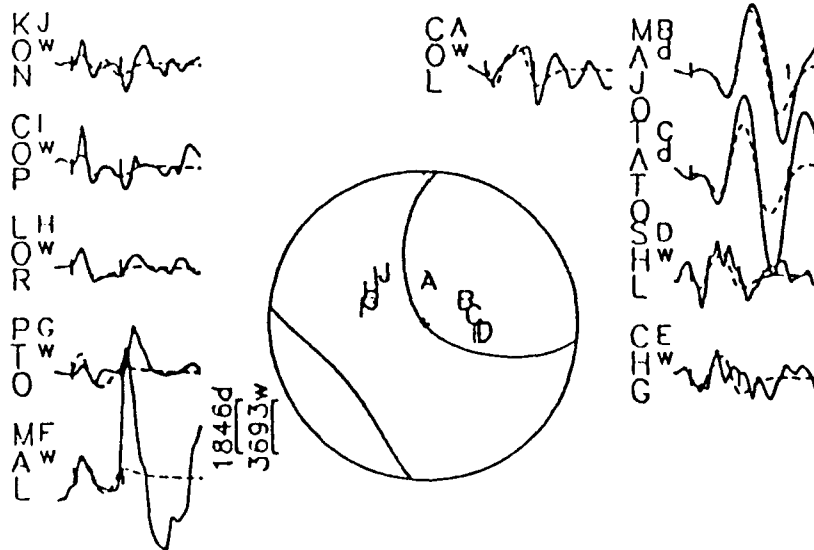 KON J w
COP I w
LOR H w
PTO G w
MAL F w
1846d
3693w
COL A w
MAJO B d
TATO C d
SHL D w
CHG E w
J
A
B
C
D